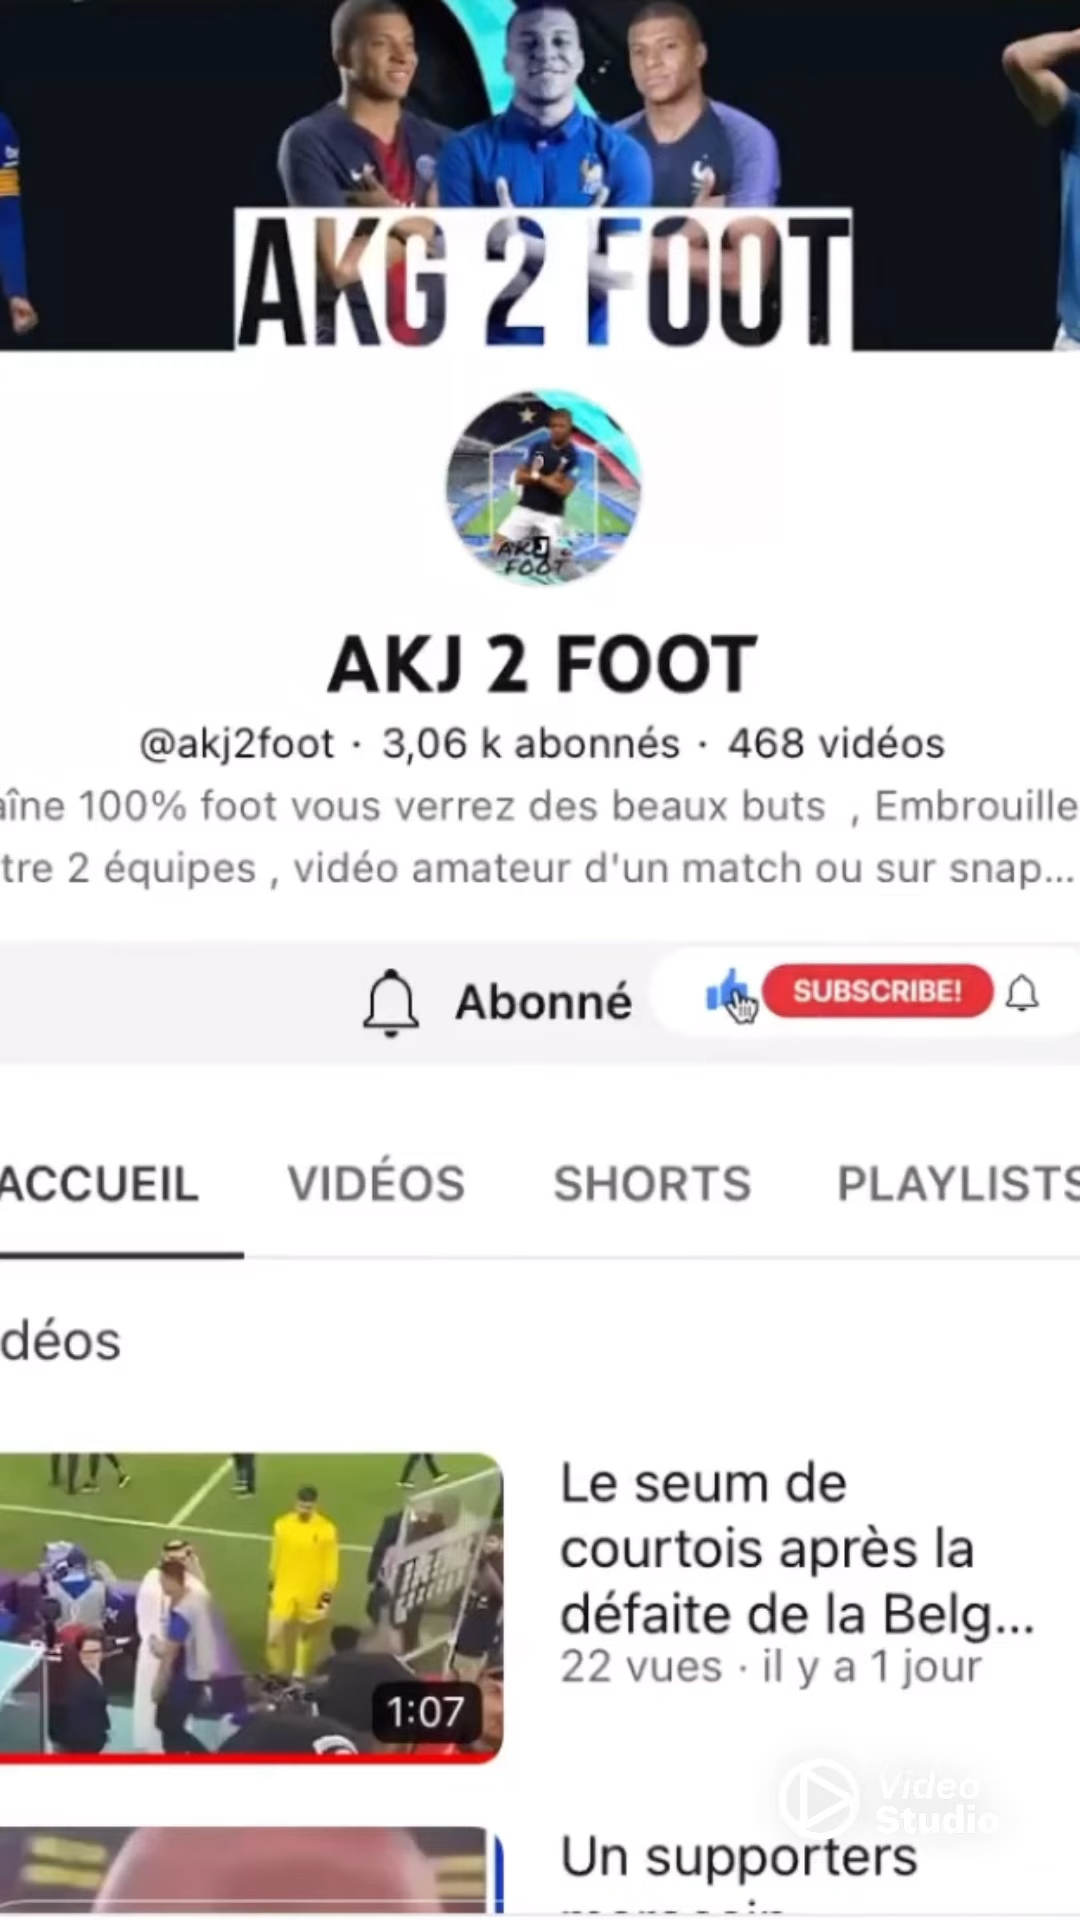 AKG 2 FOOT
AKJ 2
FOOT
AKJ 2 FOOT
@akj2foot · 3,06 k abonnés · 468 vidéos
aîne 100% foot vous verrez des beaux buts , Embrouille
tre 2 équipes , vidéo amateur d'un match ou sur snap...
Abonné
SUBSCRIBE!
ACCUEIL VIDÉOS SHORTS PLAYLISTS
déos
Le seum de
courtois après la
défaite de la Belg...
22 vues · il y a 1 jour
1:07
Video
Studio
Un supporters